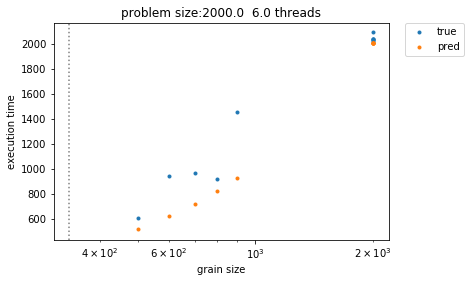 problem size:2000.0  6.0 threads
true
pred
execution time
2000
1800
1600
1400
1200
1000
800
600
4 × 10²
6 × 10²
10³
2 × 10³
grain size